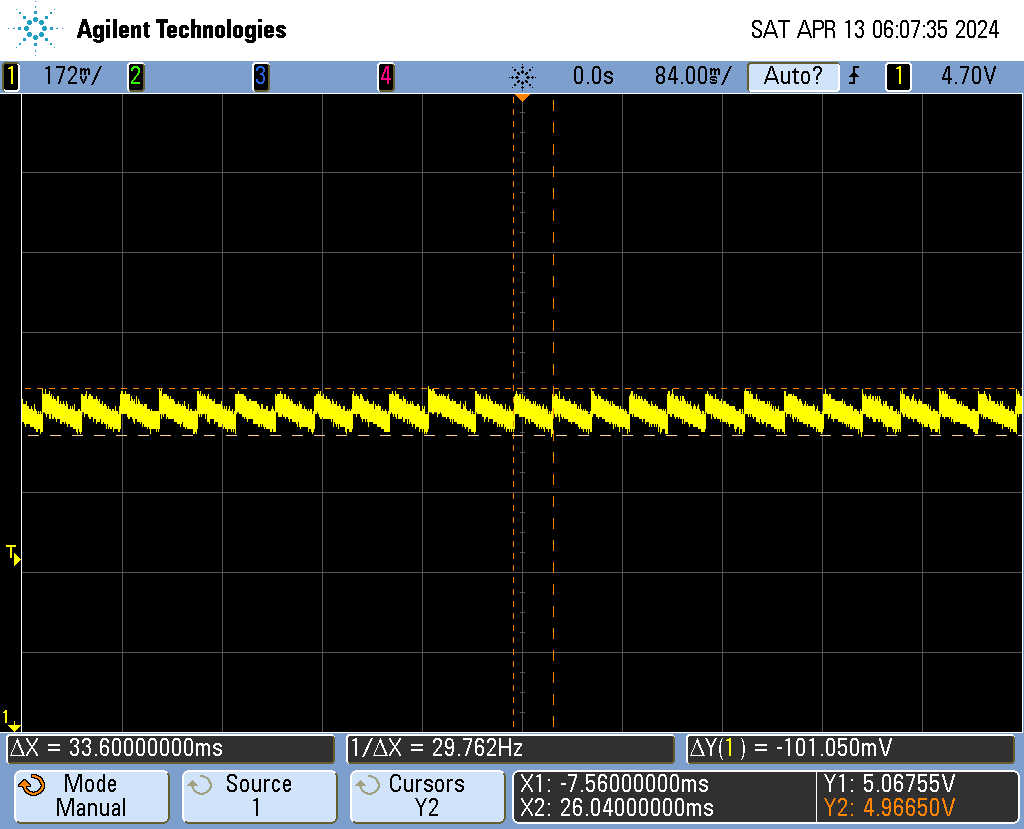 Agilent Technologies
SAT APR 13 06:07:35 2024
1 172mV/ 2 3 4 0.0s 84.00ms/ Auto? 1 4.70V
T
1
ΔX = 33.60000000ms 1/ΔX = 29.762Hz ΔY(1) = -101.050mV
Mode Source Cursors X1: -7.56000000ms Y1: 5.06755V
Manual 1 Y2 X2: 26.04000000ms Y2: 4.96650V